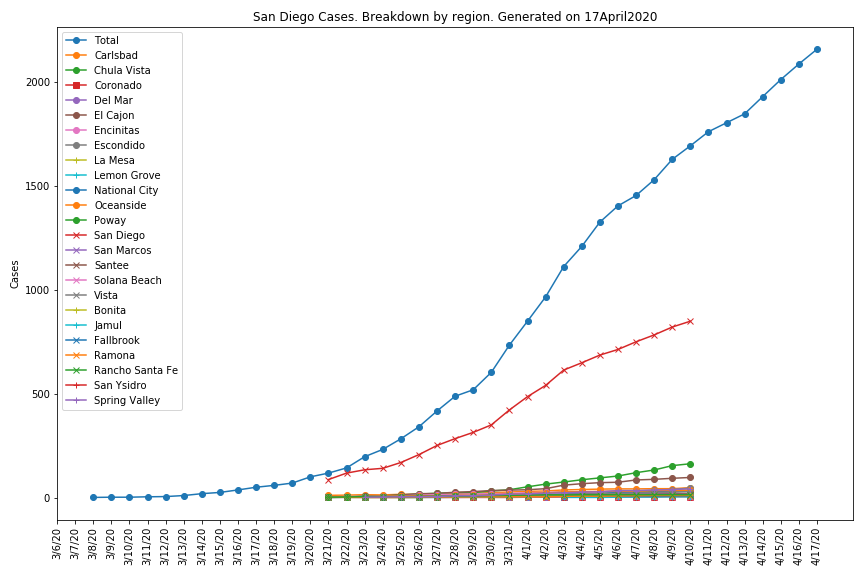 San Diego Cases. Breakdown by region. Generated on 17April2020
Total
Carlsbad
Chula Vista
Coronado
Del Mar
El Cajon
Encinitas
Escondido
La Mesa
Lemon Grove
National City
Oceanside
Poway
San Diego
San Marcos
Santee
Solana Beach
Vista
Bonita
Jamul
Fallbrook
Ramona
Rancho Santa Fe
San Ysidro
Spring Valley
Cases
2000
1500
1000
500
0
3/6/20
3/7/20
3/8/20
3/9/20
3/10/20
3/11/20
3/12/20
3/13/20
3/14/20
3/15/20
3/16/20
3/17/20
3/18/20
3/19/20
3/20/20
3/21/20
3/22/20
3/23/20
3/24/20
3/25/20
3/26/20
3/27/20
3/28/20
3/29/20
3/30/20
3/31/20
4/1/20
4/2/20
4/3/20
4/4/20
4/5/20
4/6/20
4/7/20
4/8/20
4/9/20
4/10/20
4/11/20
4/12/20
4/13/20
4/14/20
4/15/20
4/16/20
4/17/20